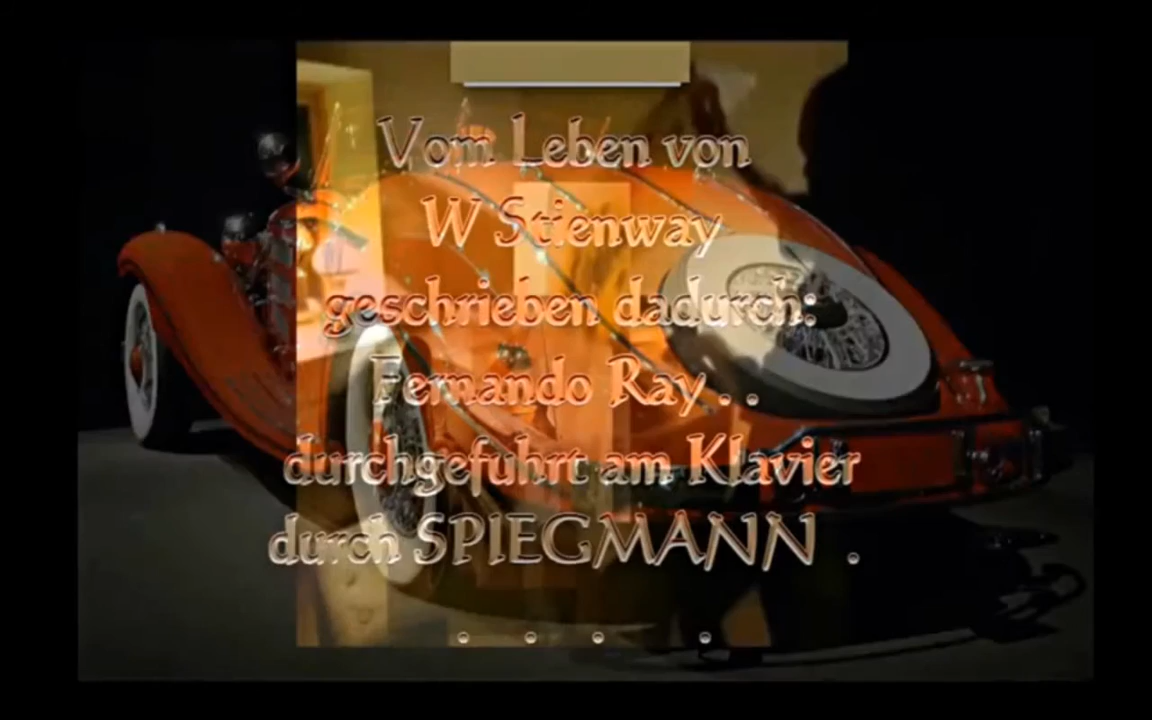 Vom Leben von
W Stienway
geschrieben dadurch:
Fernando Ray . .
durchgefuhrt am Klavier
durch SPIEGMANN .
. . . .